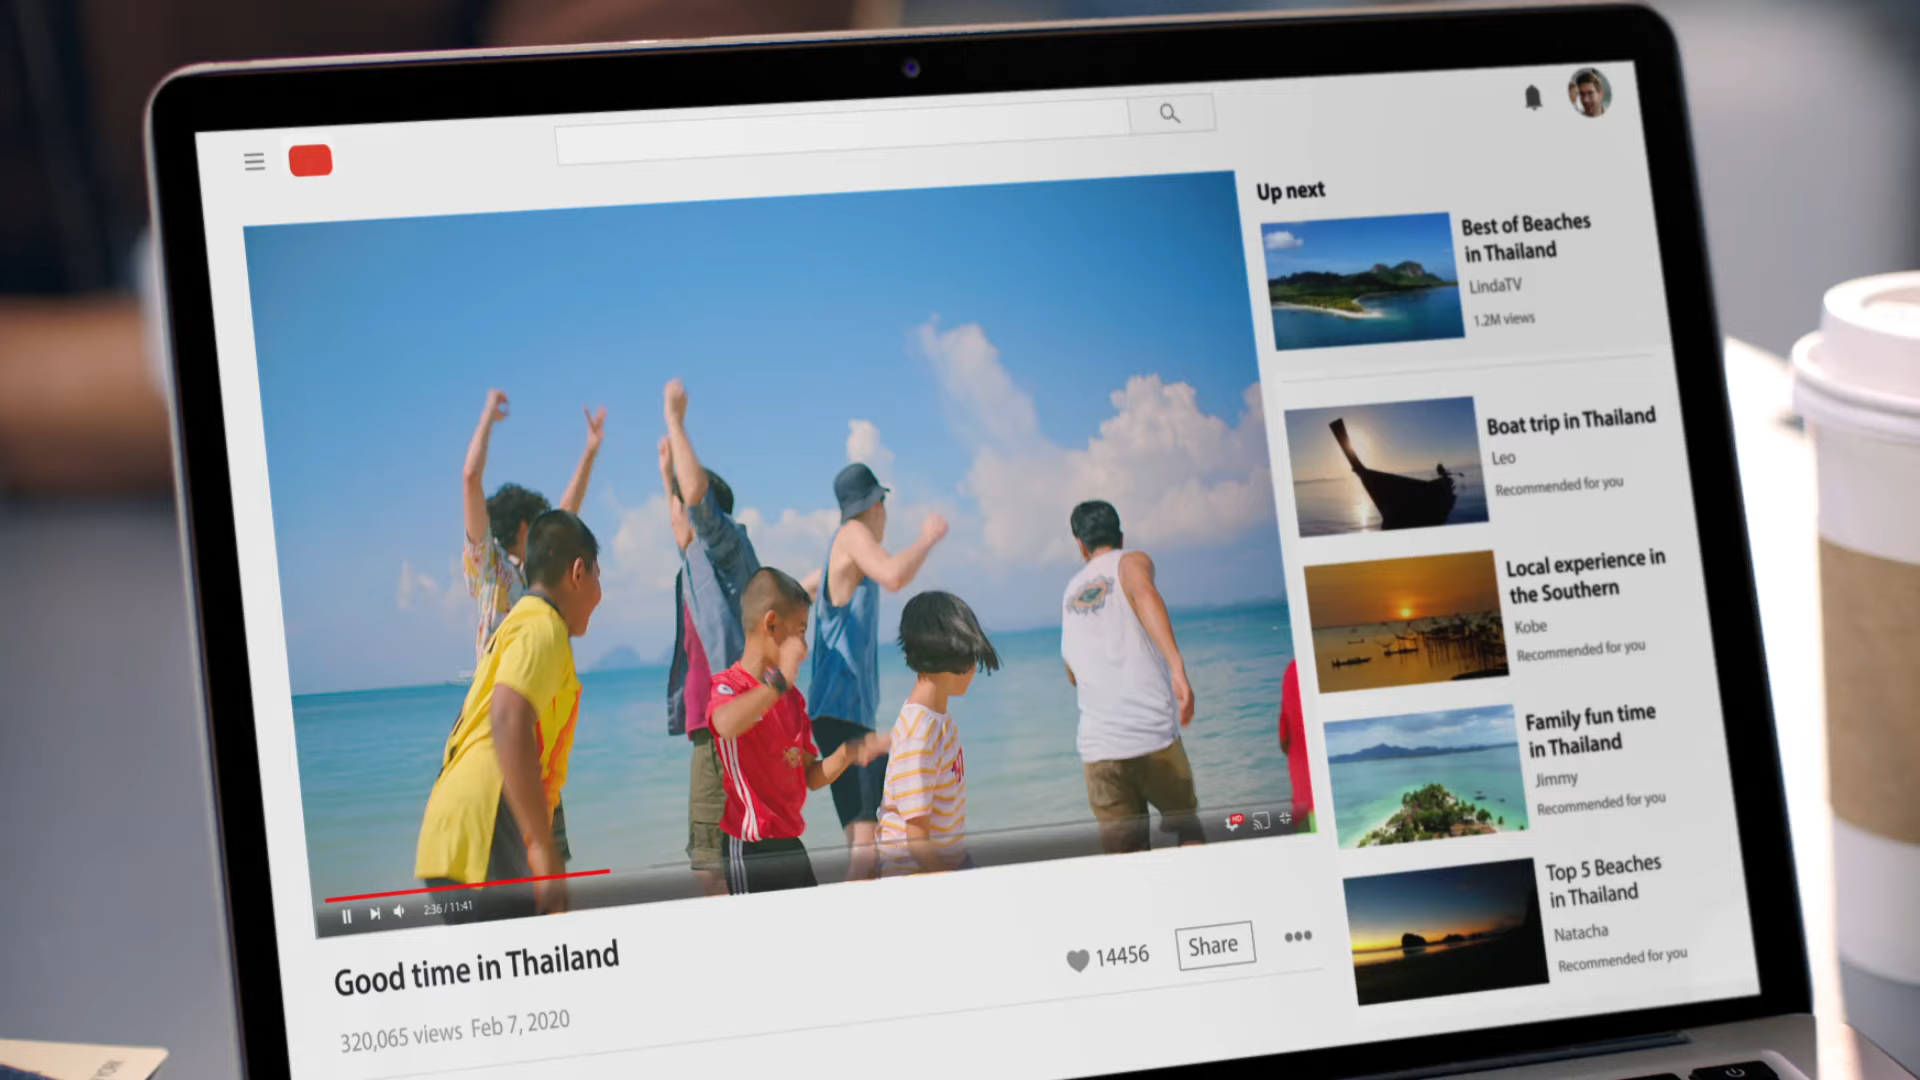 Up next
Best of Beaches
in Thailand
LindaTV
1.2M views
Boat trip in Thailand
Leo
Recommended for you
Local experience in
the Southern
Kobe
Recommended for you
Family fun time
in Thailand
Jimmy
Recommended for you
Top 5 Beaches
in Thailand
Natacha
Recommended for you
HD
2:36 / 11:41
Good time in Thailand
14456
Share
320,065 views Feb 7, 2020